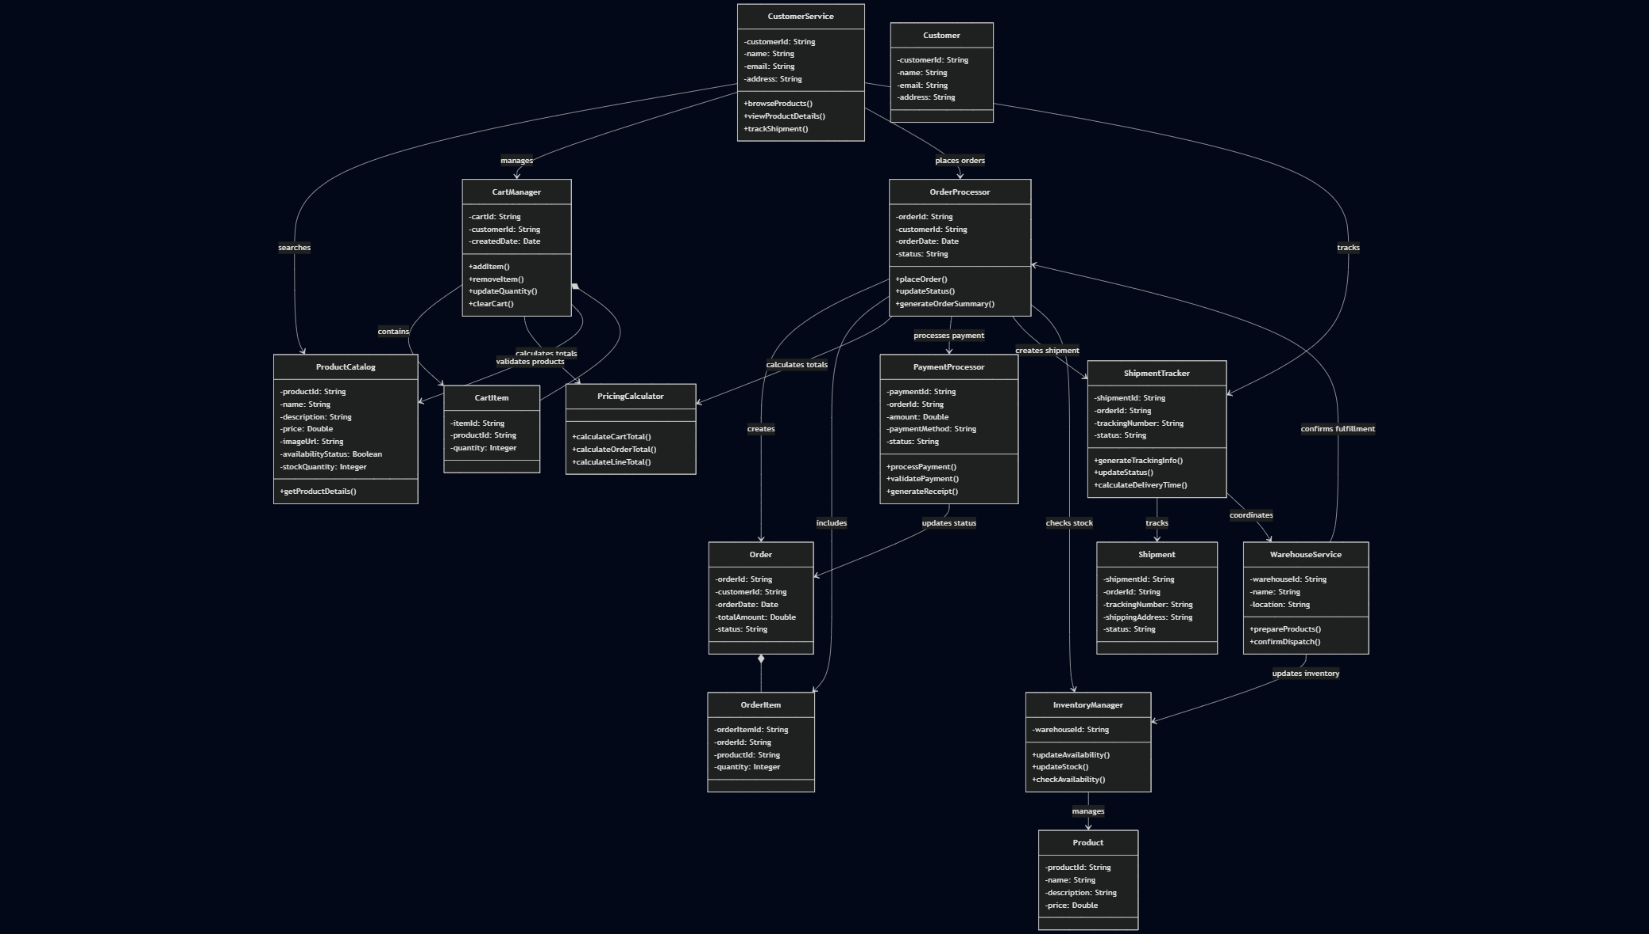 CustomerService
-customerId: String
-name: String
-email: String
-address: String
+browseProducts()
+viewProductDetails()
+trackShipment()
Customer
-customerId: String
-name: String
-email: String
-address: String
manages
places orders
searches
tracks
CartManager
-cartId: String
-customerId: String
-createdDate: Date
+addItem()
+removeItem()
+updateQuantity()
+clearCart()
OrderProcessor
-orderId: String
-customerId: String
-orderDate: Date
-status: String
+placeOrder()
+updateStatus()
+generateOrderSummary()
contains
calculates totals
validates products
calculates totals
processes payment
creates shipment
ProductCatalog
-productId: String
-name: String
-description: String
-price: Double
-imageUrl: String
-availabilityStatus: Boolean
-stockQuantity: Integer
+getProductDetails()
CartItem
-itemId: String
-productId: String
-quantity: Integer
PricingCalculator
+calculateCartTotal()
+calculateOrderTotal()
+calculateLineTotal()
PaymentProcessor
-paymentId: String
-orderId: String
-amount: Double
-paymentMethod: String
-status: String
+processPayment()
+validatePayment()
+generateReceipt()
ShipmentTracker
-shipmentId: String
-orderId: String
-trackingNumber: String
-status: String
+generateTrackingInfo()
+updateStatus()
+calculateDeliveryTime()
creates
confirms fulfillment
includes
updates status
checks stock
tracks
coordinates
Order
-orderId: String
-customerId: String
-orderDate: Date
-totalAmount: Double
-status: String
Shipment
-shipmentId: String
-orderId: String
-trackingNumber: String
-shippingAddress: String
-status: String
WarehouseService
-warehouseId: String
-name: String
-location: String
+prepareProducts()
+confirmDispatch()
updates inventory
OrderItem
-orderItemId: String
-orderId: String
-productId: String
-quantity: Integer
InventoryManager
-warehouseId: String
+updateAvailability()
+updateStock()
+checkAvailability()
manages
Product
-productId: String
-name: String
-description: String
-price: Double